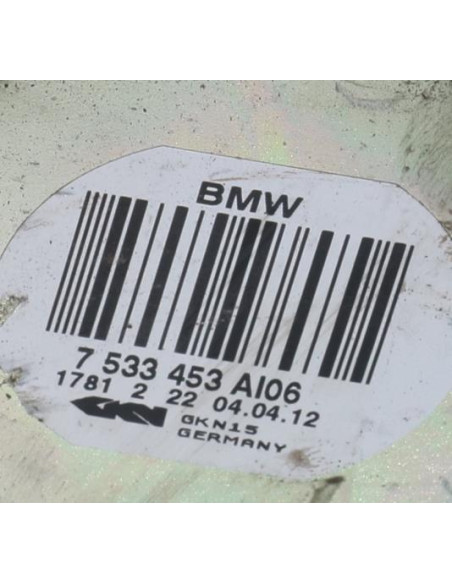 BMW
7 533 453 AI06
1781 2 22 04.04.12
GKN GKN15
GERMANY